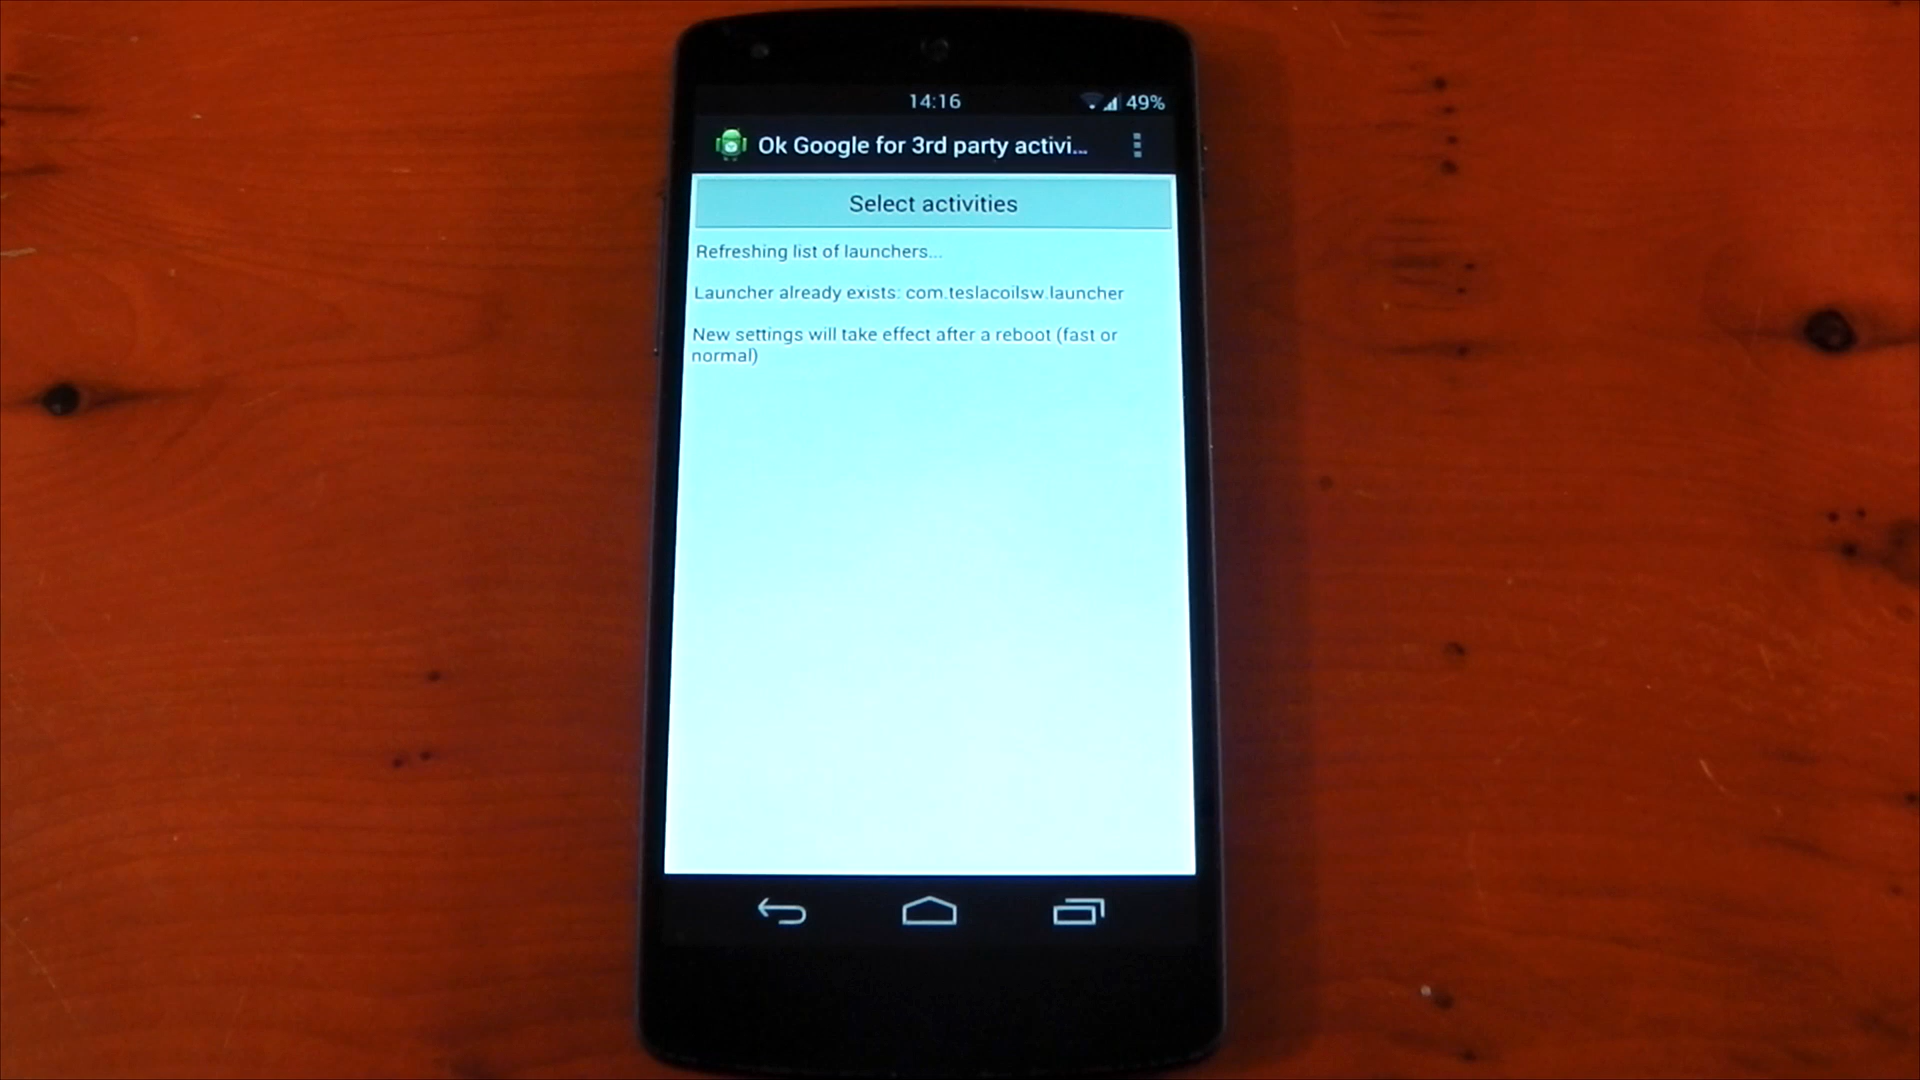 14:16
49%
Ok Google for 3rd party activi...
Select activities
Refreshing list of launchers...
Launcher already exists: com.teslacoilsw.launcher
New settings will take effect after a reboot (fast or
normal)